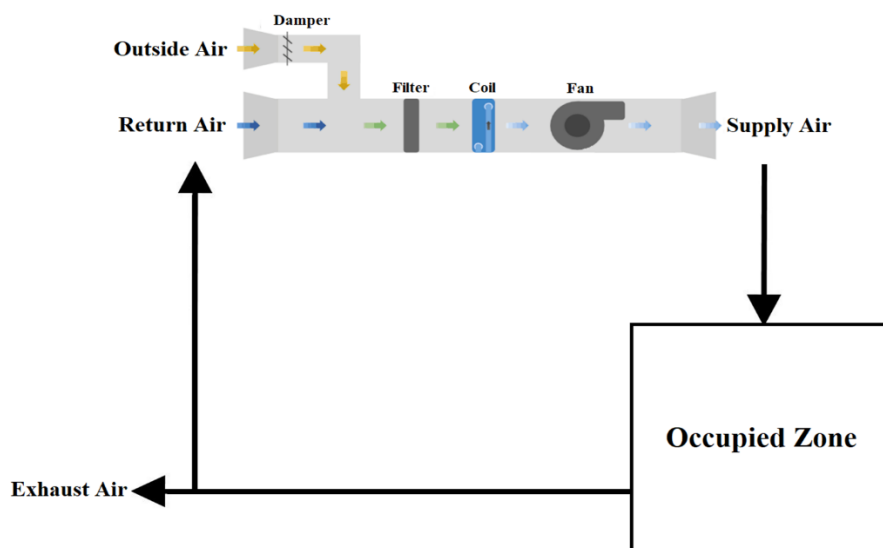 Damper
Outside Air
Filter
Coil
Fan
Return Air
Supply Air
Occupied Zone
Exhaust Air